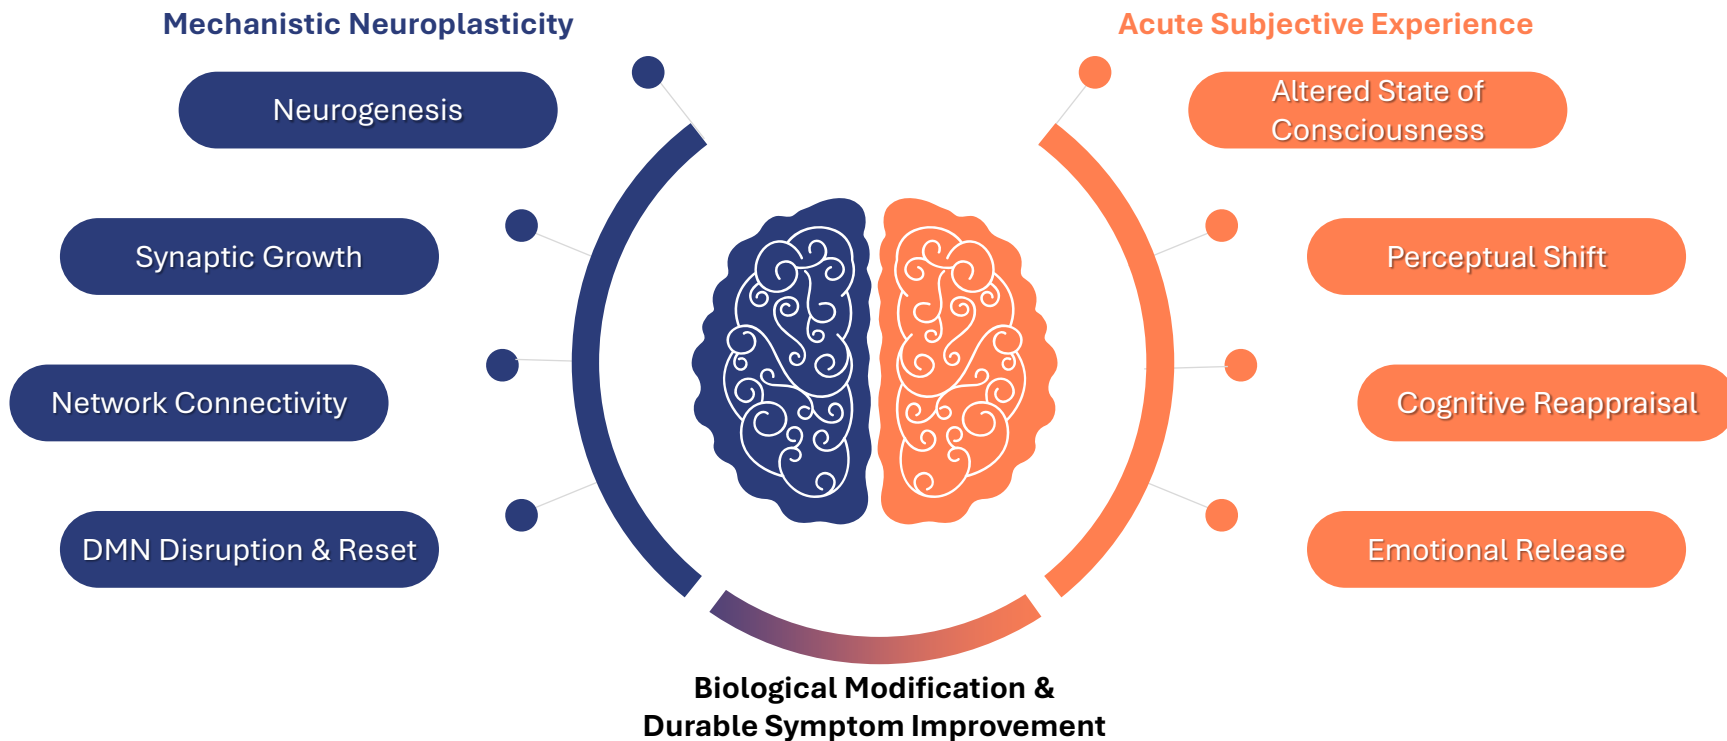 Mechanistic Neuroplasticity
Neurogenesis
Synaptic Growth
Network Connectivity
DMN Disruption & Reset
Acute Subjective Experience
Altered State of
Consciousness
Perceptual Shift
Cognitive Reappraisal
Emotional Release
Biological Modification &
Durable Symptom Improvement